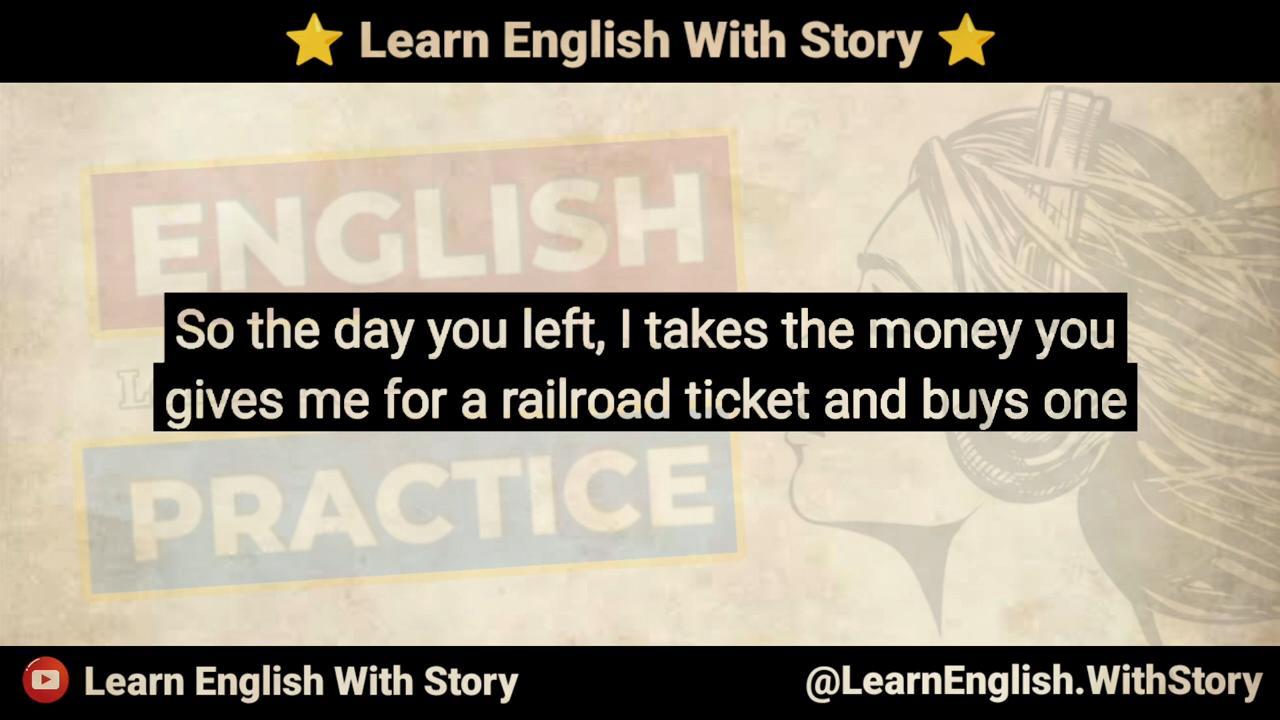 ⭐ Learn English With Story ⭐
ENGLISH
So the day you left, I takes the money you
gives me for a railroad ticket and buys one
PRACTICE
Learn English With Story
@LearnEnglish.WithStory